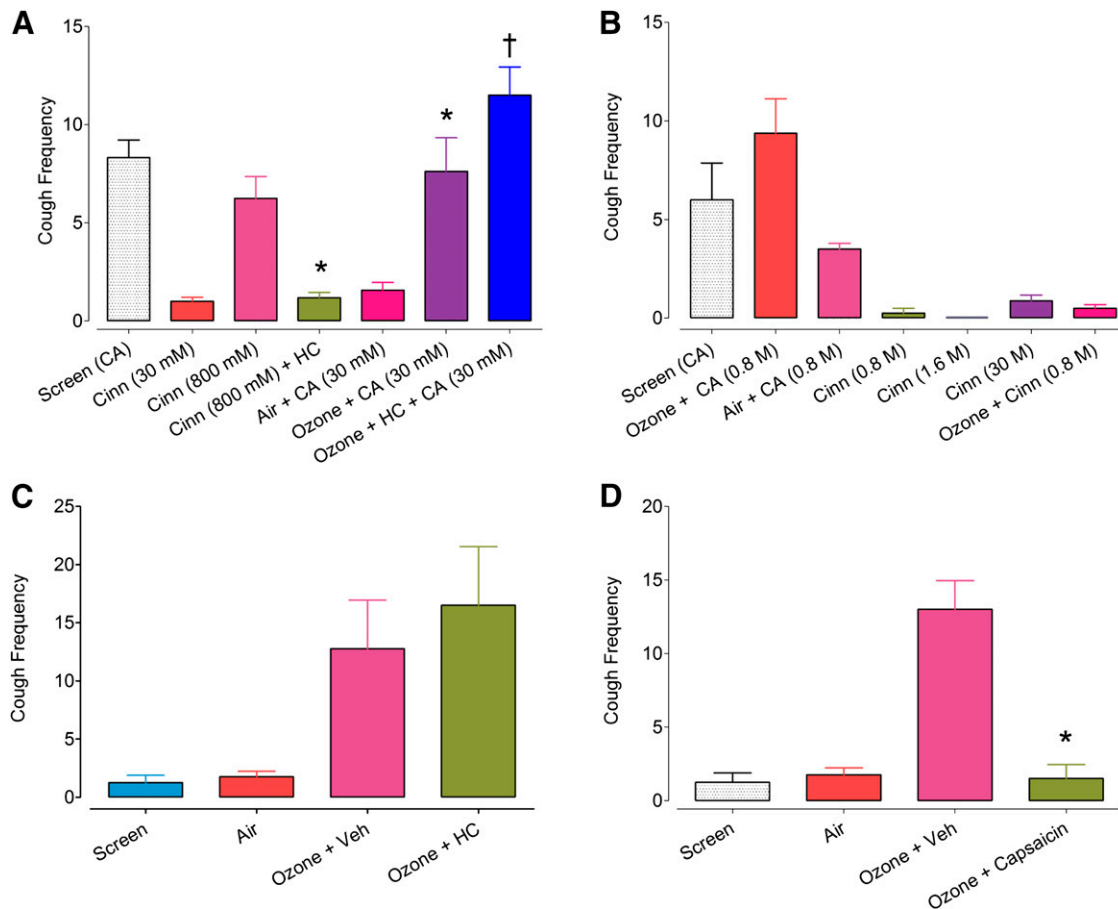 A
15
10
5
0
Cough Frequency
*
*
†
Screen (CA)
Cinn (30 mM)
Cinn (800 mM)
Cinn (800 mM) + HC
Air + CA (30 mM)
Ozone + CA (30 mM)
Ozone + HC + CA (30 mM)
B
15
10
5
0
Cough Frequency
Screen (CA)
Ozone + CA (0.8 M)
Air + CA (0.8 M)
Cinn (0.8 M)
Cinn (1.6 M)
Cinn (30 M)
Ozone + Cinn (0.8 M)
C
25
20
15
10
5
0
Cough Frequency
Screen
Air
Ozone + Veh
Ozone + HC
D
20
15
10
5
0
Cough Frequency
*
Screen
Air
Ozone + Veh
Ozone + Capsaicin